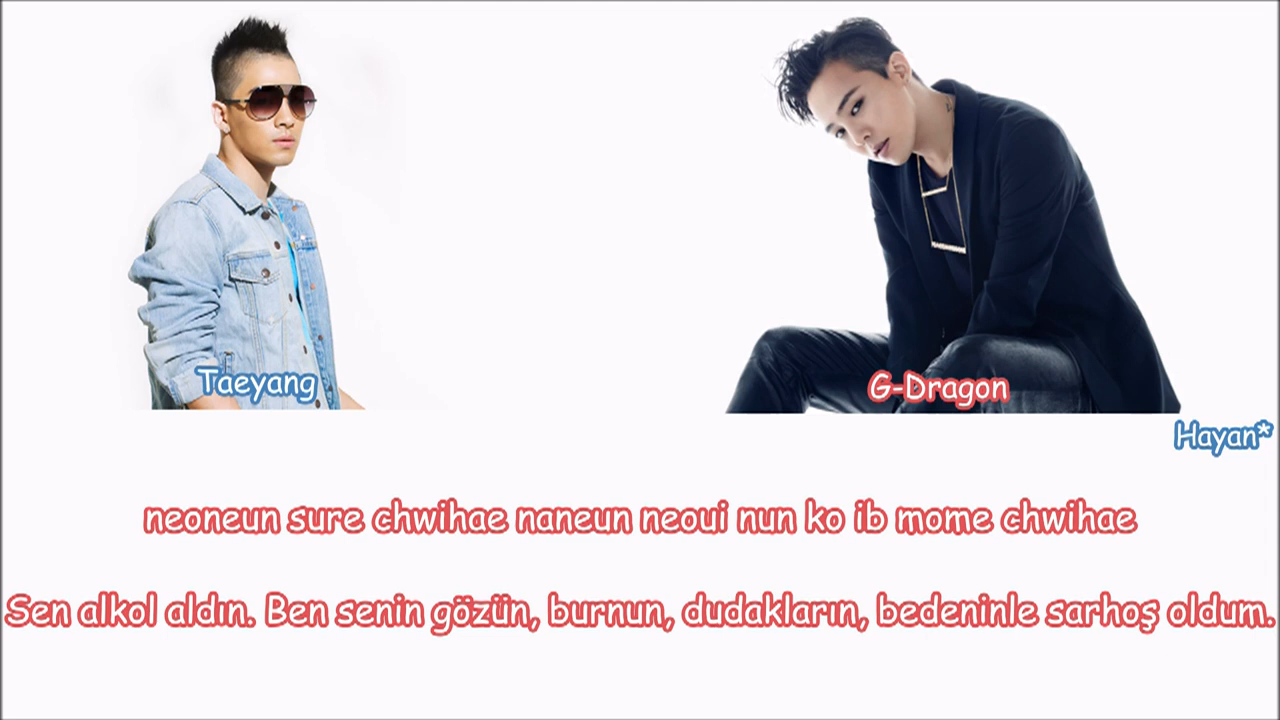 Taeyang
G-Dragon
Hayan*
neoneun sure chwihae naneun neoui nun ko ib mome chwihae
Sen alkol aldın. Ben senin gözün, burnun, dudakların, bedeninle sarhoş oldum.